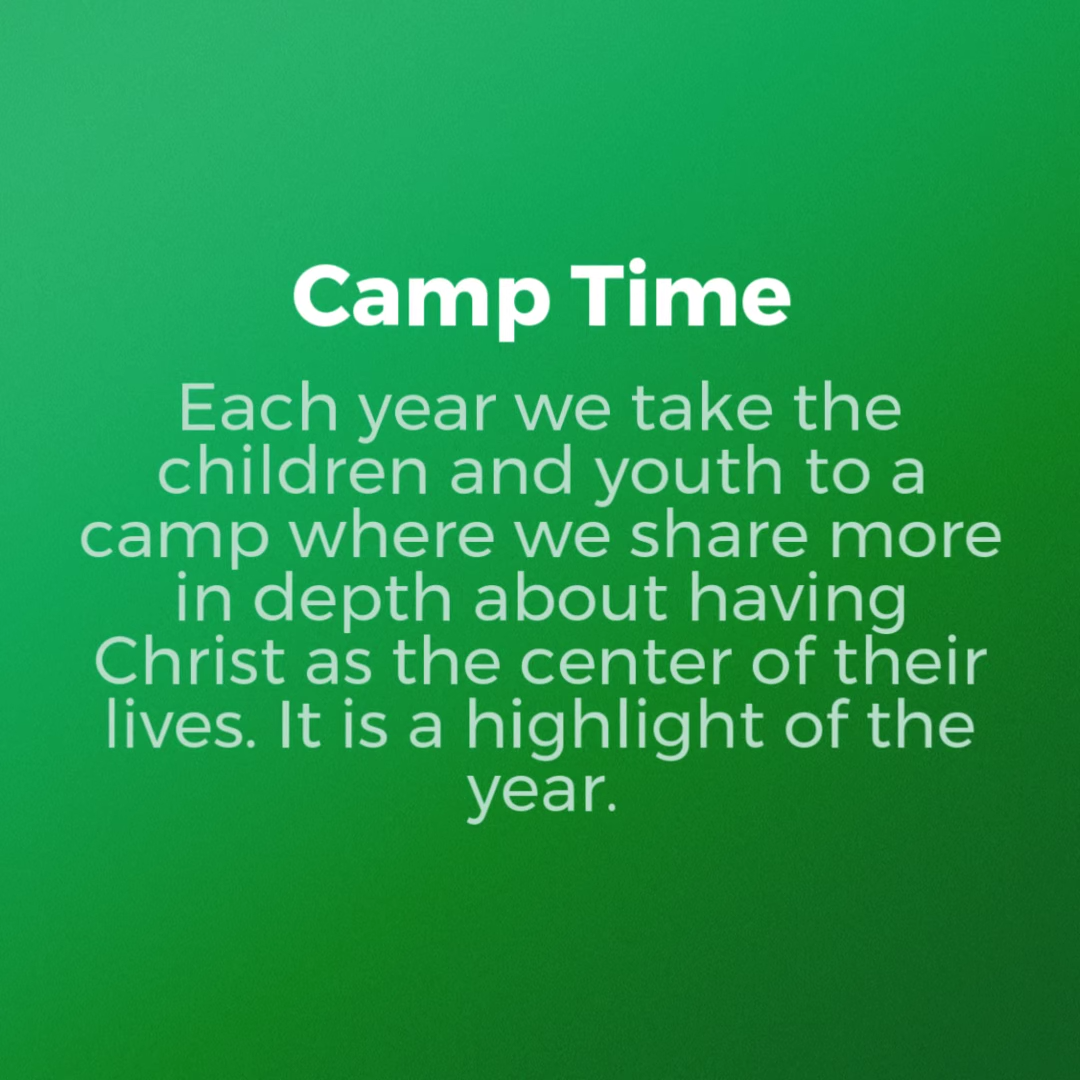 Camp Time
Each year we take the
children and youth to a
camp where we share more
in depth about having
Christ as the center of their
lives. It is a highlight of the
year.